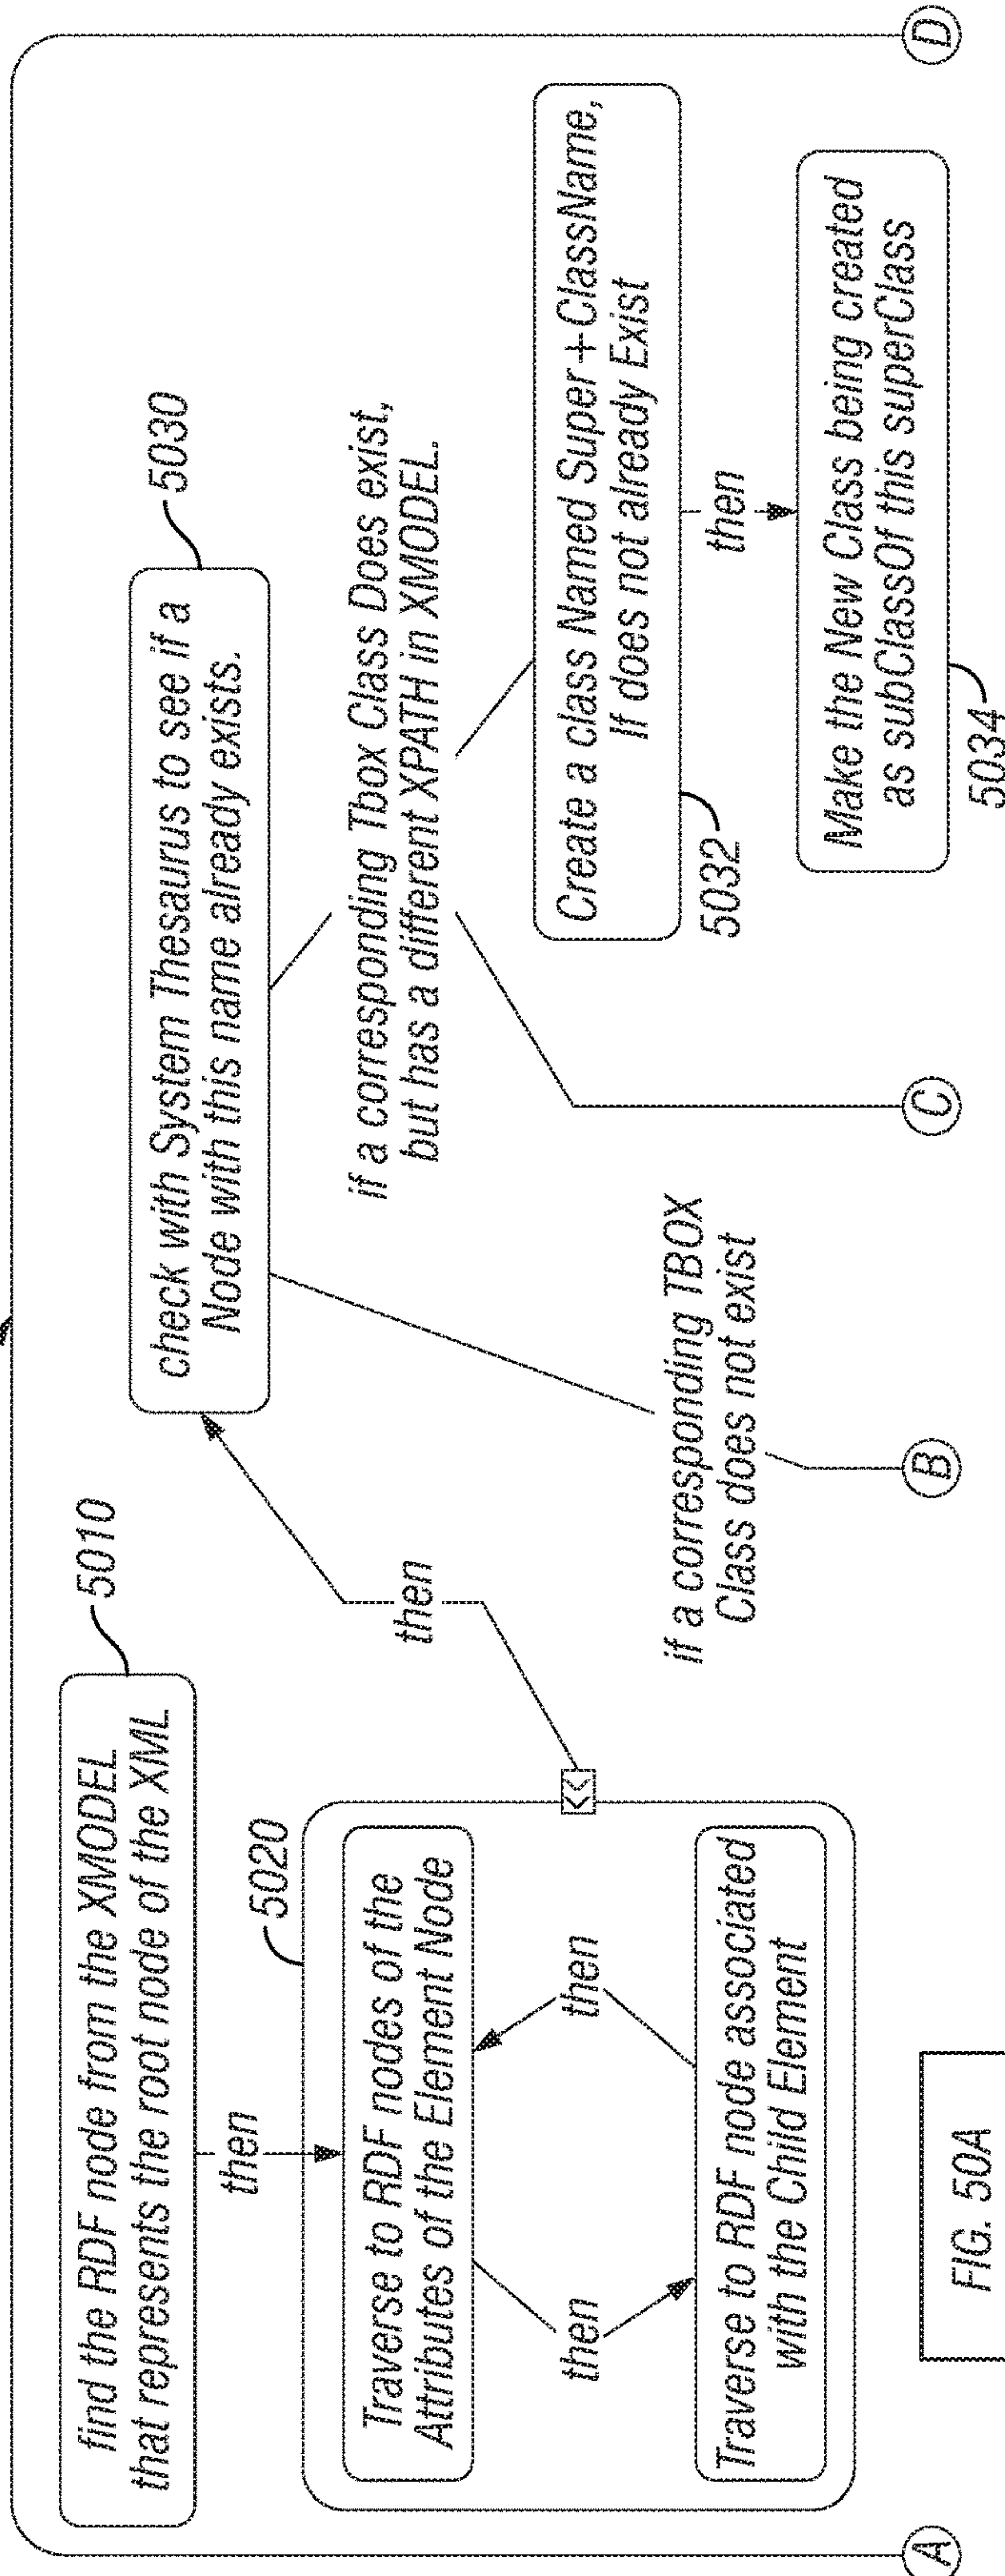 find the RDF node from the XMODEL
that represents the root node of the XML
5010
then
5020
Traverse to RDF nodes of the
Attributes of the Element Node
then
then
Traverse to RDF node associated
with the Child Element
<<
then
check with System Thesaurus to see if a
Node with this name already exists.
5030
if a corresponding Tbox Class Does exist,
but has a different XPATH in XMODEL.
if a corresponding TBOX
Class does not exist
Create a class Named Super+ClassName,
If does not already Exist
5032
then
Make the New Class being created
as subClassOf this superClass
5034
A
B
C
D
FIG. 50A